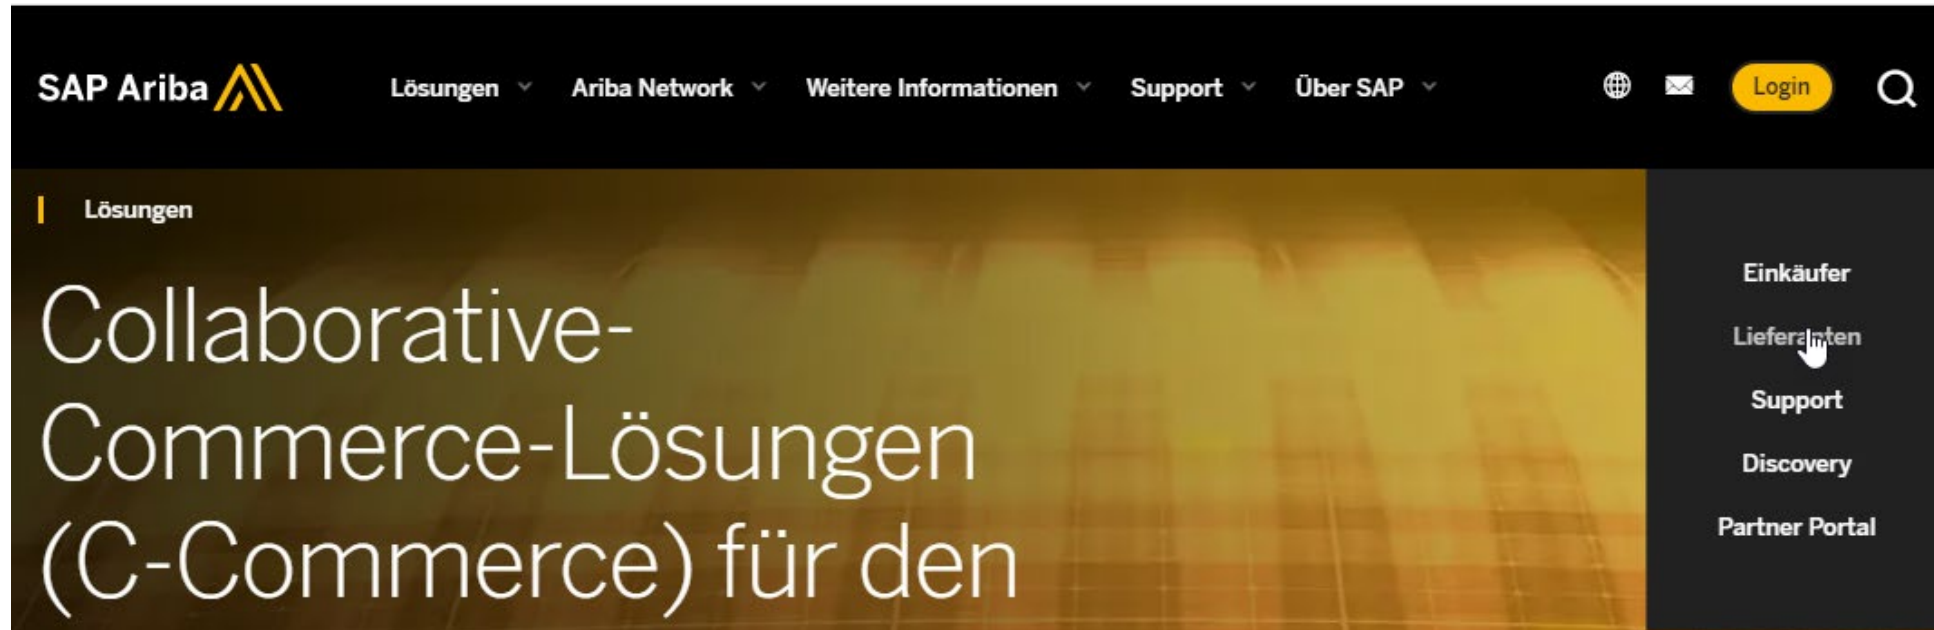 SAP Ariba
Lösungen Ariba Network Weitere Informationen Support Über SAP Login
Lösungen
Collaborative-
Commerce-Lösungen
(C-Commerce) für den
Einkäufer
Lieferanten
Support
Discovery
Partner Portal